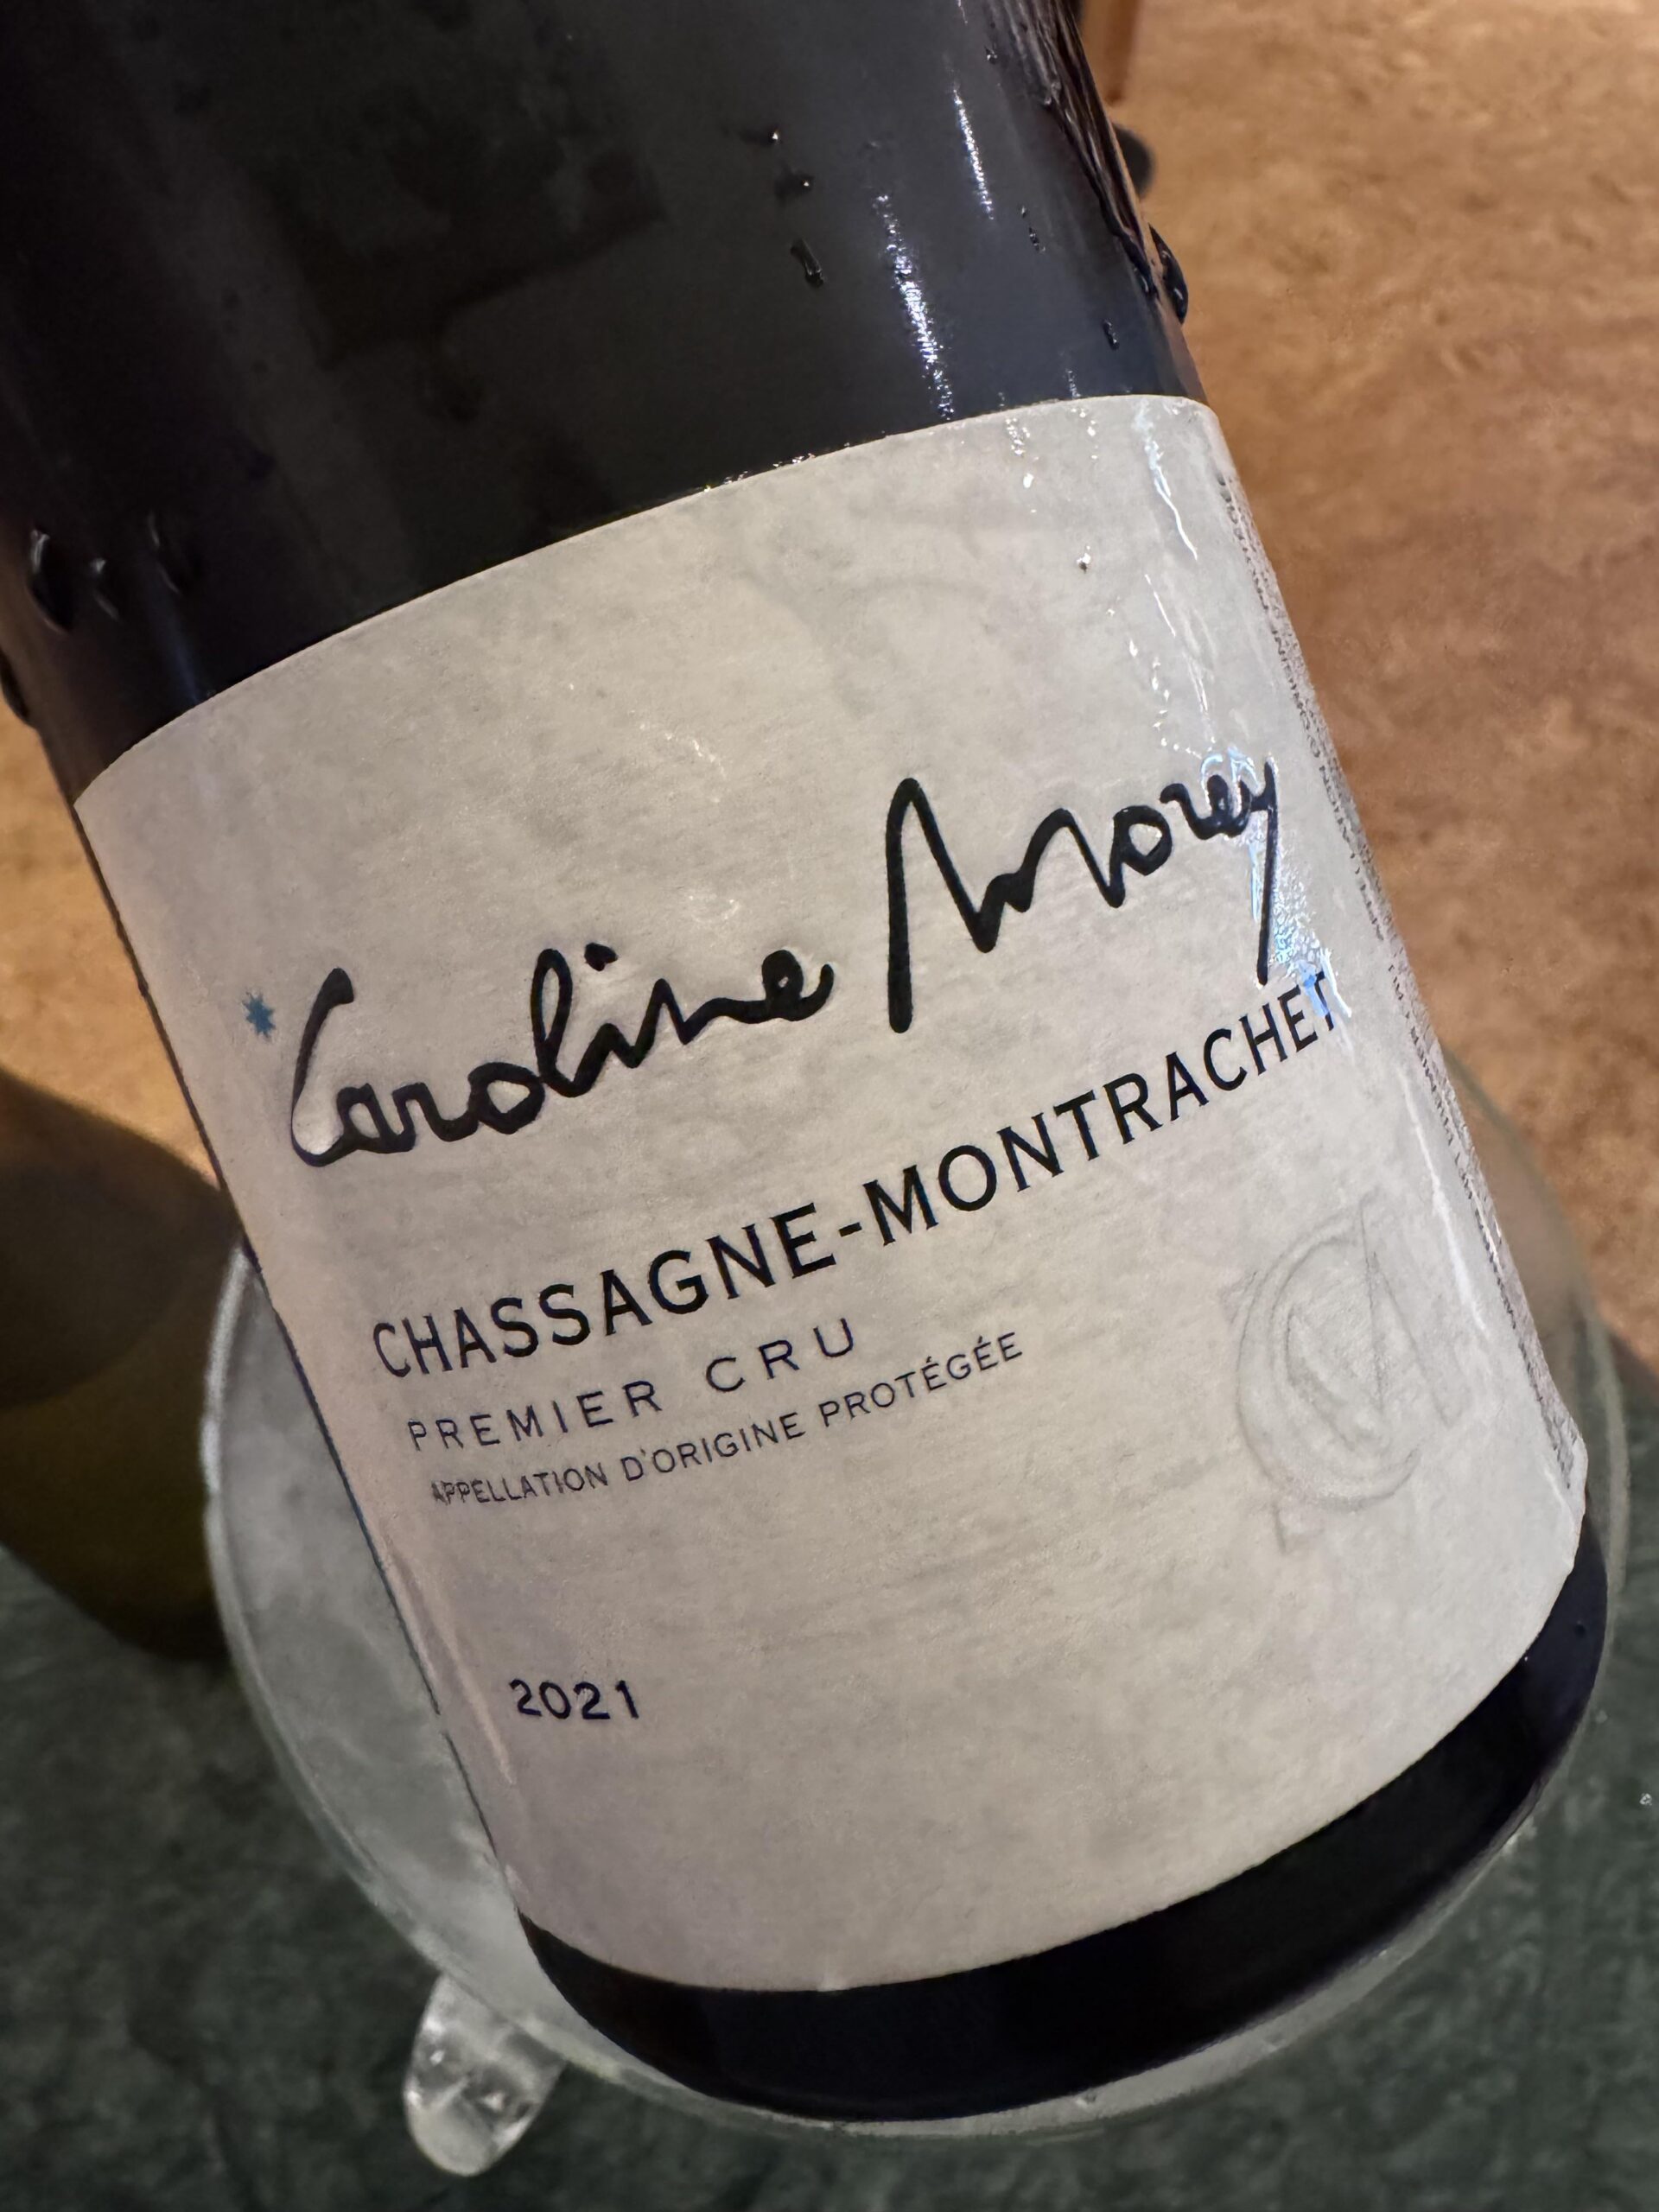 Caroline Morey
CHASSAGNE-MONTRACHET
PREMIER CRU
APPELLATION D'ORIGINE PROTÉGÉE
2021